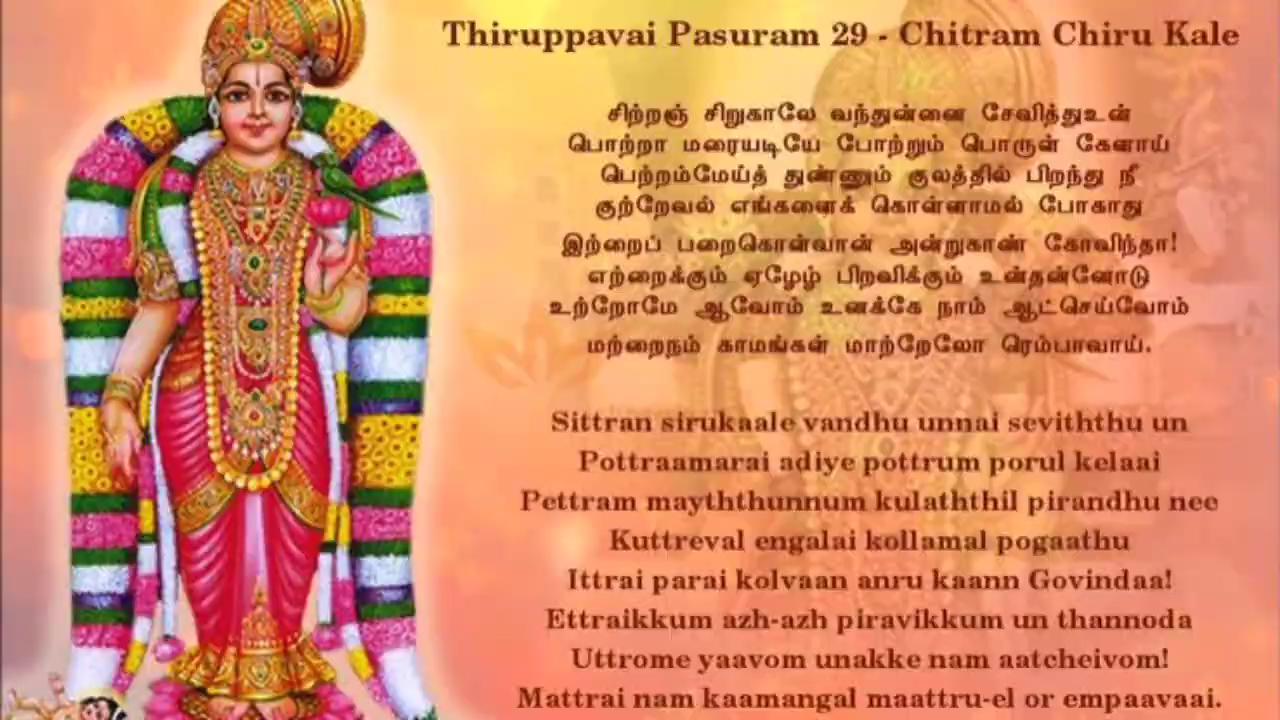 Thiruppavai Pasuram 29 - Chitram Chiru Kale
சிற்றஞ் சிறுகாலே வந்துன்னை சேவித்துஉன்
பொற்றா மரையடியே போற்றும் பொருள் கேளாய்
பெற்றம்மேய்த் துண்ணும் குலத்தில் பிறந்து நீ
குற்றேவல் எங்களைக் கொள்ளாமல் போகாது
இற்றைப் பறைகொள்வான் அன்றுகாண் கோவிந்தா!
எற்றைக்கும் ஏழேழ் பிறவிக்கும் உன்தன்னோடு
உற்றோமே ஆவோம் உனக்கே நாம் ஆட்செய்வோம்
மற்றைநம் காமங்கள் மாற்றேலோ ரெம்பாவாய்.
Sittran sirukaale vandhu unnai seviththu un
Pottraamarai adiye pottrum porul kelaai
Pettram mayththunnum kulaththil pirandhu nee
Kuttreval engalai kollamal pogaathu
Ittrai parai kolvaan anru kaann Govindaa!
Ettraikkum azh-azh piravikkum un thannoda
Uttrome yaavom unakke nam aatcheivom!
Mattrai nam kaamangal maattru-el or empaavaai.